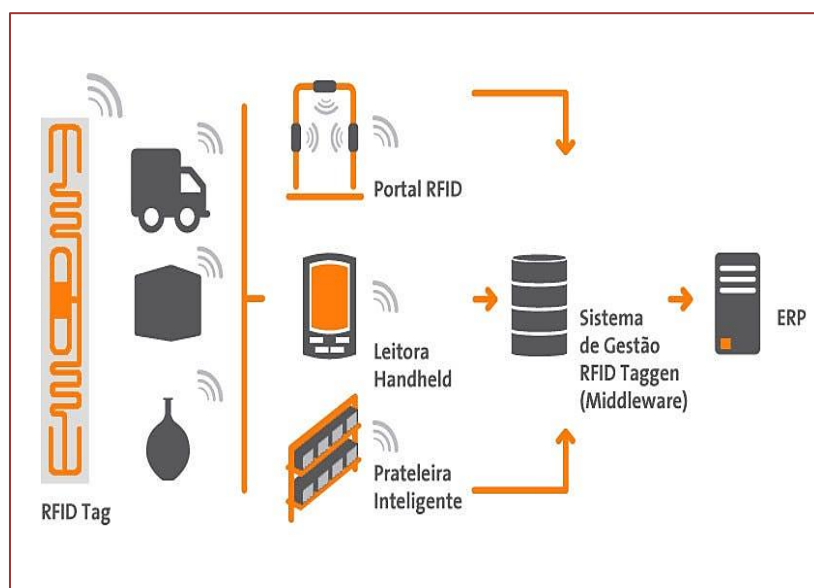 RFID Tag
Portal RFID
Leitora
Handheld
Prateleira
Inteligente
Sistema
de Gestão
RFID Taggen
(Middleware)
ERP